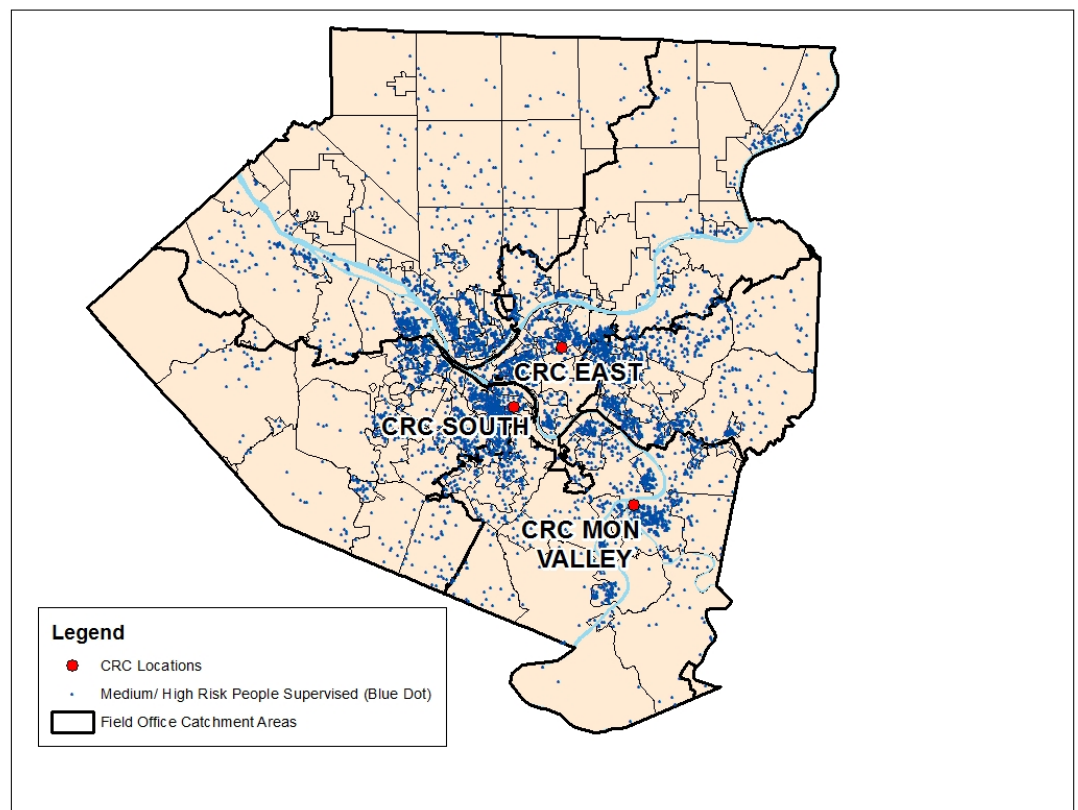 CRC EAST
CRC SOUTH
CRC MON
VALLEY
Legend
CRC Locations
Medium/ High Risk People Supervised (Blue Dot)
Field Office Catchment Areas